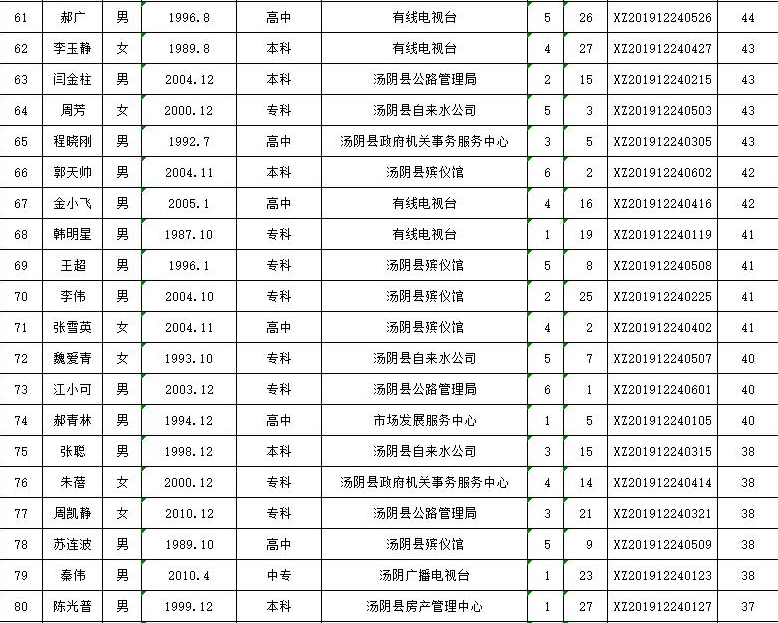 61 郝广 男 1996.8 高中 有线电视台 5 26 XZ201912240526 44
62 李玉静 女 1989.8 本科 有线电视台 4 27 XZ201912240427 43
63 闫金柱 男 2004.12 本科 汤阴县公路管理局 2 15 XZ201912240215 43
64 周芳 女 2000.12 专科 汤阴县自来水公司 5 3 XZ201912240503 43
65 程晓刚 男 1992.7 高中 汤阴县政府机关事务服务中心 3 5 XZ201912240305 43
66 郭天帅 男 2004.11 本科 汤阴县殡仪馆 6 2 XZ201912240602 42
67 金小飞 男 2005.1 高中 有线电视台 4 16 XZ201912240416 42
68 韩明星 男 1987.10 专科 有线电视台 1 19 XZ201912240119 41
69 王超 男 1996.1 专科 汤阴县殡仪馆 5 8 XZ201912240508 41
70 李伟 男 2004.10 专科 汤阴县殡仪馆 2 25 XZ201912240225 41
71 张雪英 女 2004.11 高中 汤阴县殡仪馆 4 2 XZ201912240402 41
72 魏爱青 女 1993.10 专科 汤阴县自来水公司 5 7 XZ201912240507 40
73 江小可 男 2003.12 专科 汤阴县公路管理局 6 1 XZ201912240601 40
74 郝青林 男 1994.12 高中 市场发展服务中心 1 5 XZ201912240105 40
75 张聪 男 1998.12 本科 汤阴县自来水公司 3 15 XZ201912240315 38
76 朱蓓 女 2000.12 专科 汤阴县政府机关事务服务中心 4 14 XZ201912240414 38
77 周凯静 女 2010.12 专科 汤阴县公路管理局 3 21 XZ201912240321 38
78 苏连波 男 1989.10 高中 汤阴县殡仪馆 5 9 XZ201912240509 38
79 秦伟 男 2010.4 中专 汤阴广播电视台 1 23 XZ201912240123 38
80 陈光普 男 1999.12 本科 汤阴县房产管理中心 1 27 XZ201912240127 37